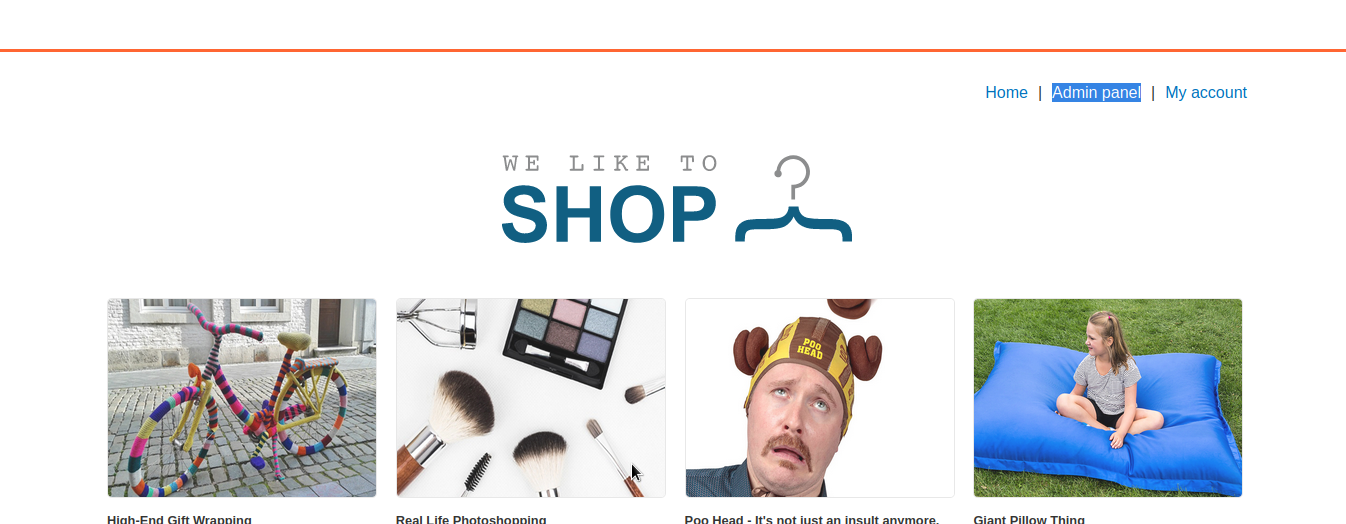 Home | Admin panel | My account
WE LIKE TO
SHOP
POO
HEAD
High-End Gift Wrapping
Real Life Photoshopping
Poo Head - It's not just an insult anymore.
Giant Pillow Thing